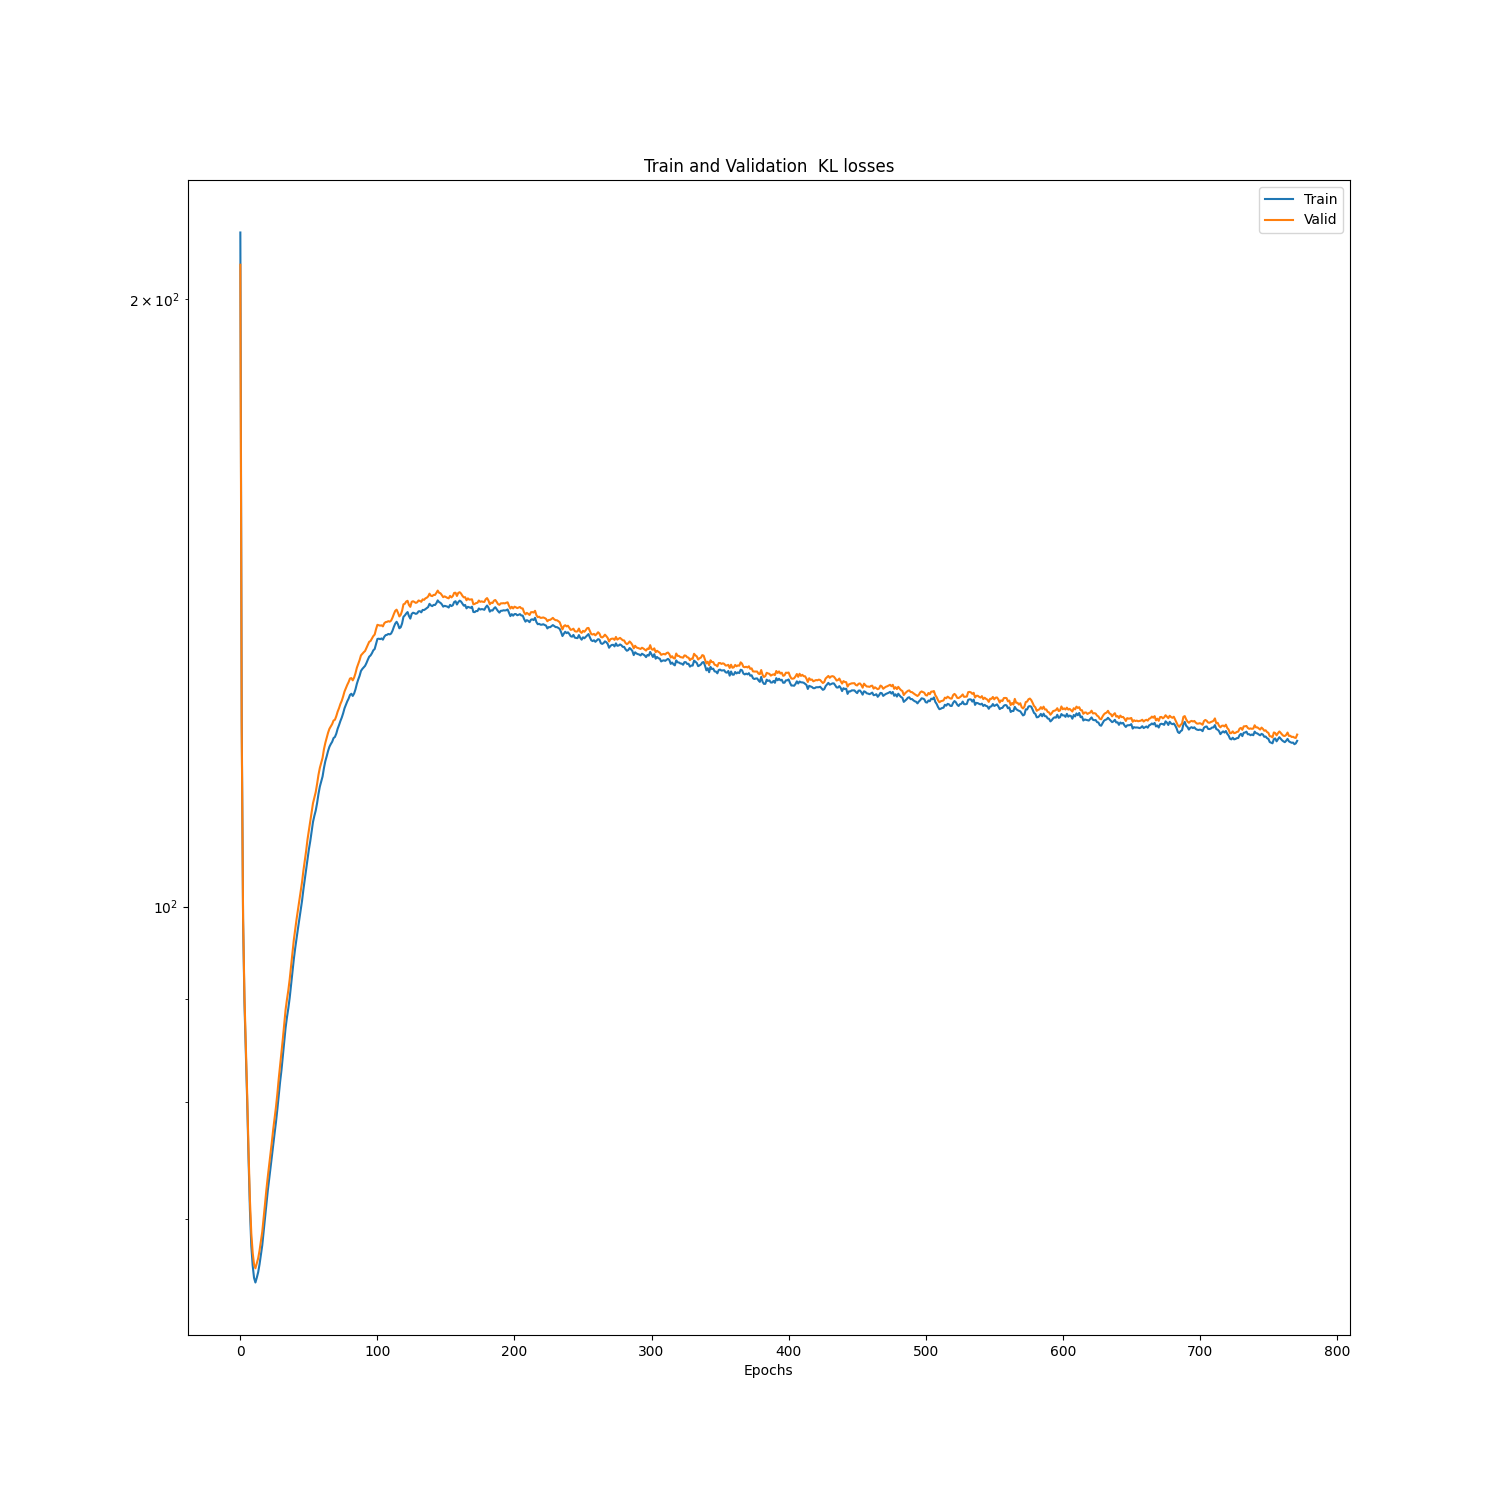 Train and Validation  KL losses
Train
Valid
2 × 10²
10²
0 100 200 300 400 500 600 700 800
Epochs